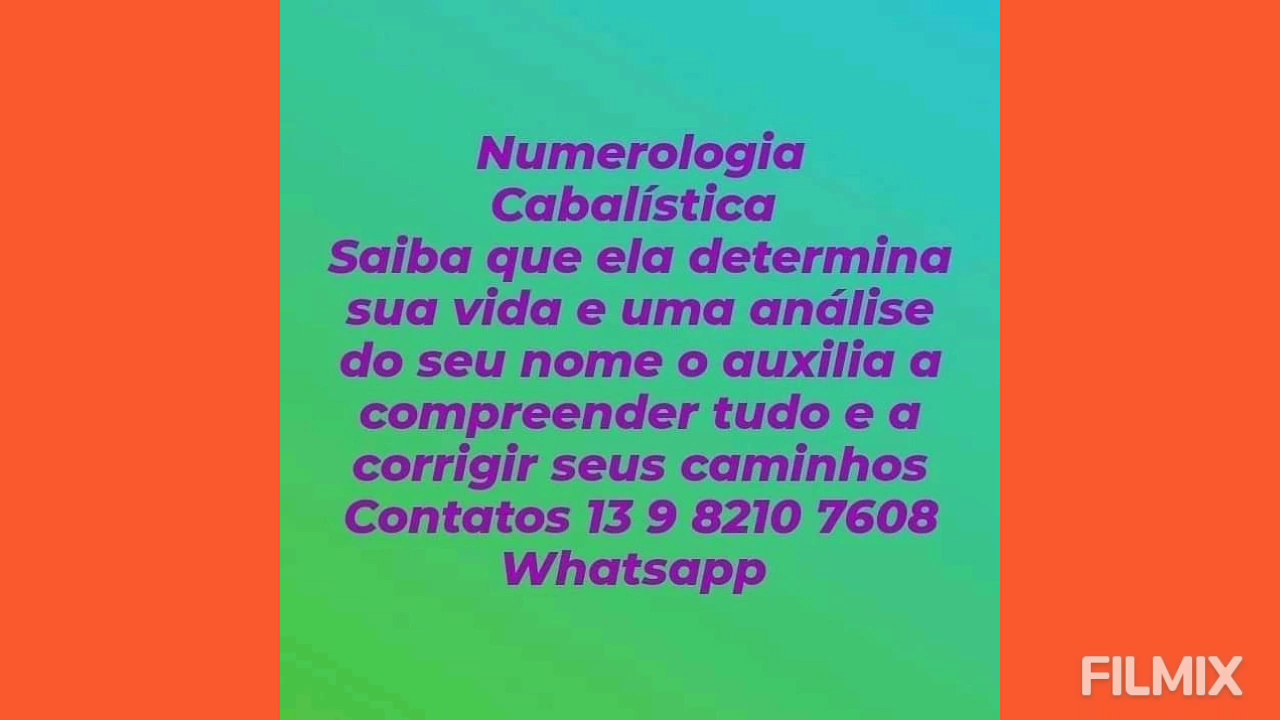 Numerologia
Cabalística
Saiba que ela determina
sua vida e uma análise
do seu nome o auxilia a
compreender tudo e a
corrigir seus caminhos
Contatos 13 9 8210 7608
Whatsapp
FILMIX